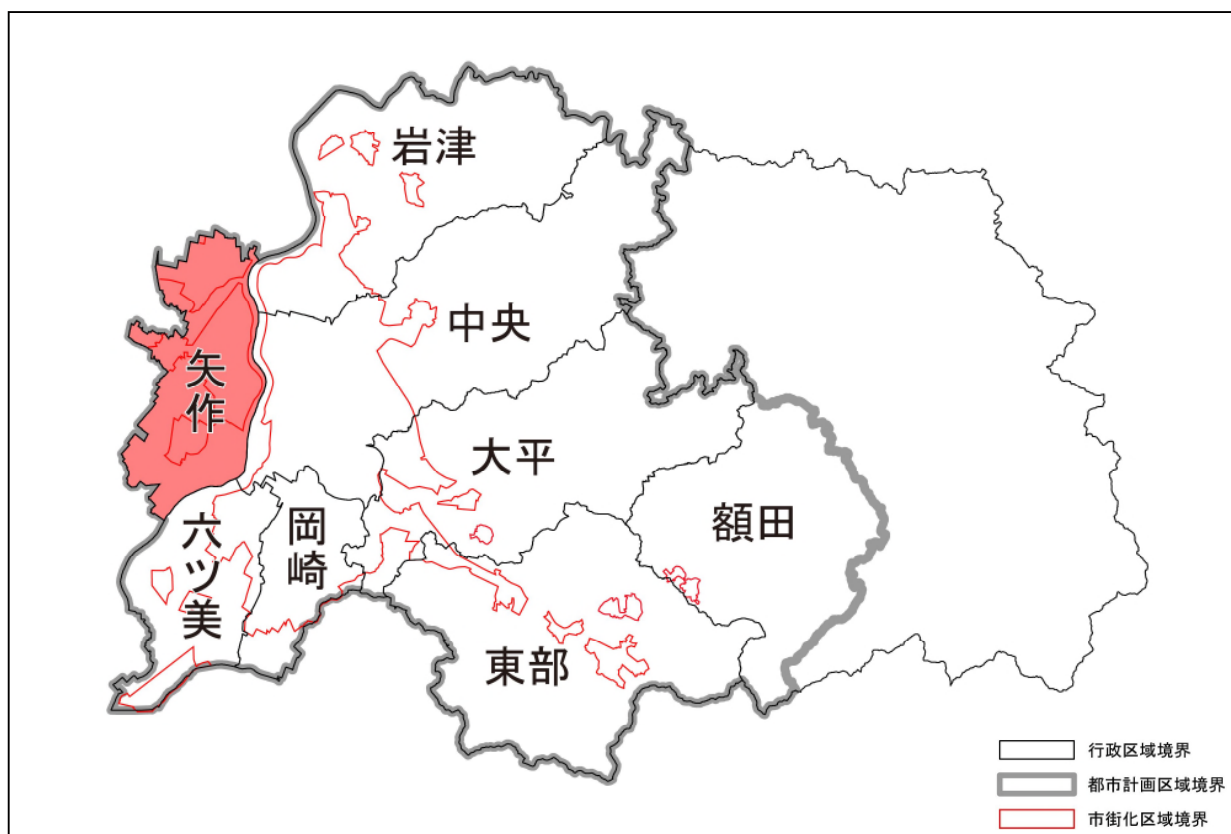 岩津
中央
矢作
大平
額田
岡崎
六ツ美
東部
行政区域境界
都市計画区域境界
市街化区域境界